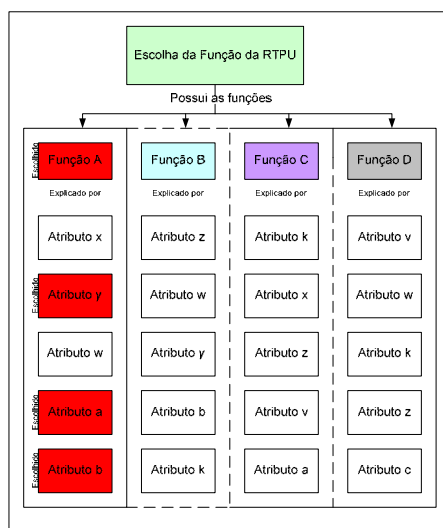 Escolha da Função da RTPU
Possui as funções
Escolhido
Função A
Função B
Função C
Função D
Explicado por
Explicado por
Explicado por
Explicado por
Atributo x
Atributo z
Atributo k
Atributo v
Escolhido
Atributo y
Atributo w
Atributo x
Atributo w
Atributo w
Atributo y
Atributo z
Atributo k
Escolhido
Atributo a
Atributo b
Atributo v
Atributo z
Escolhido
Atributo b
Atributo k
Atributo a
Atributo c